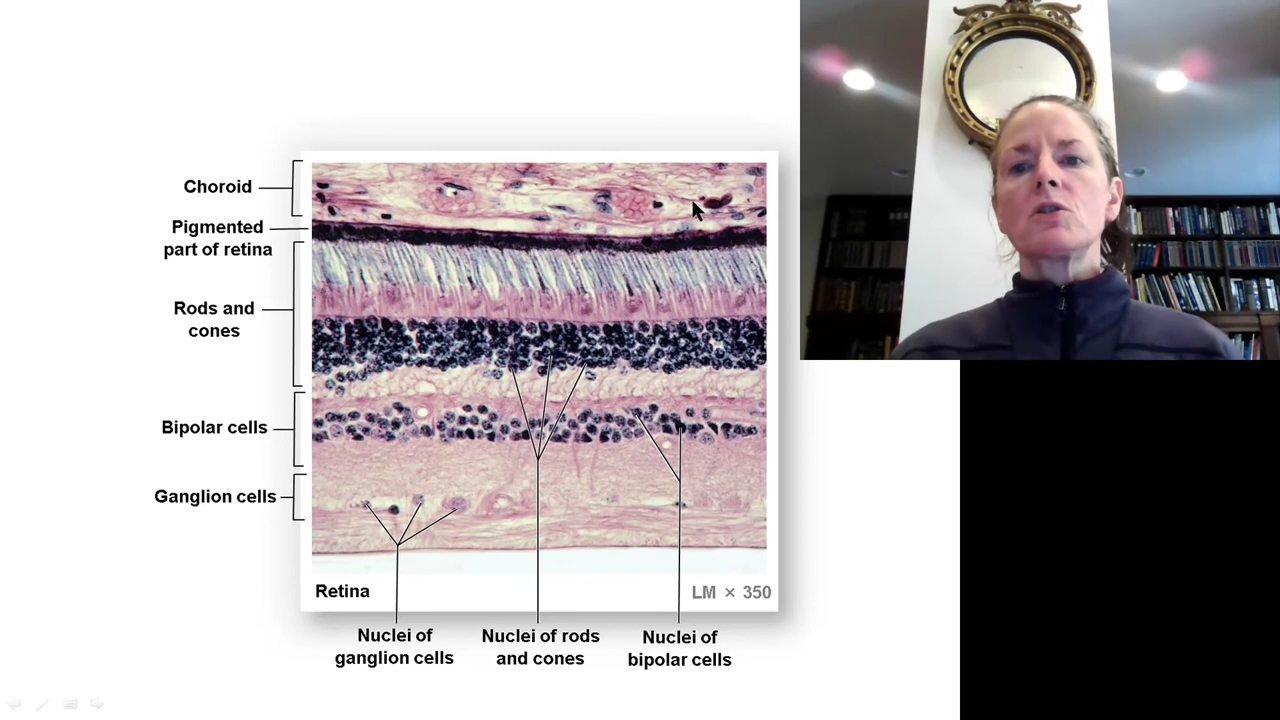 Choroid
Pigmented
part of retina
Rods and
cones
Bipolar cells
Ganglion cells
Retina
LM × 350
Nuclei of
ganglion cells
Nuclei of rods
and cones
Nuclei of
bipolar cells